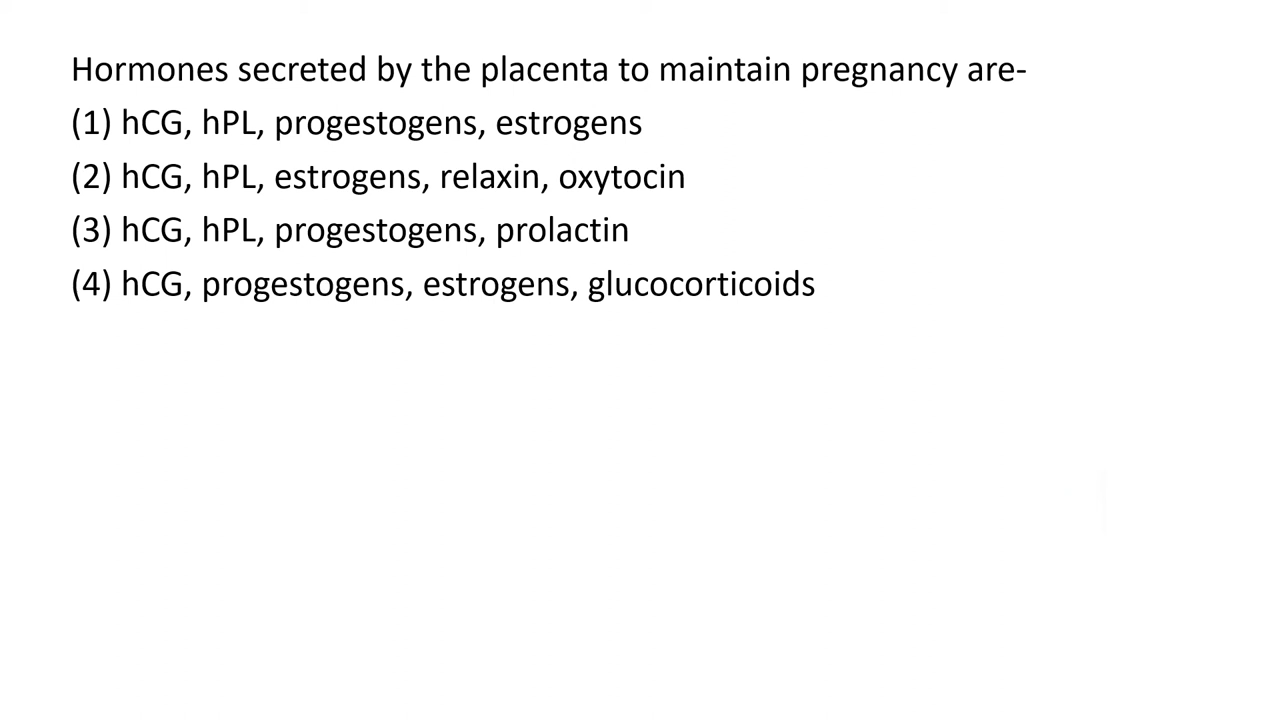 Hormones secreted by the placenta to maintain pregnancy are-
(1) hCG, hPL, progestogens, estrogens
(2) hCG, hPL, estrogens, relaxin, oxytocin
(3) hCG, hPL, progestogens, prolactin
(4) hCG, progestogens, estrogens, glucocorticoids